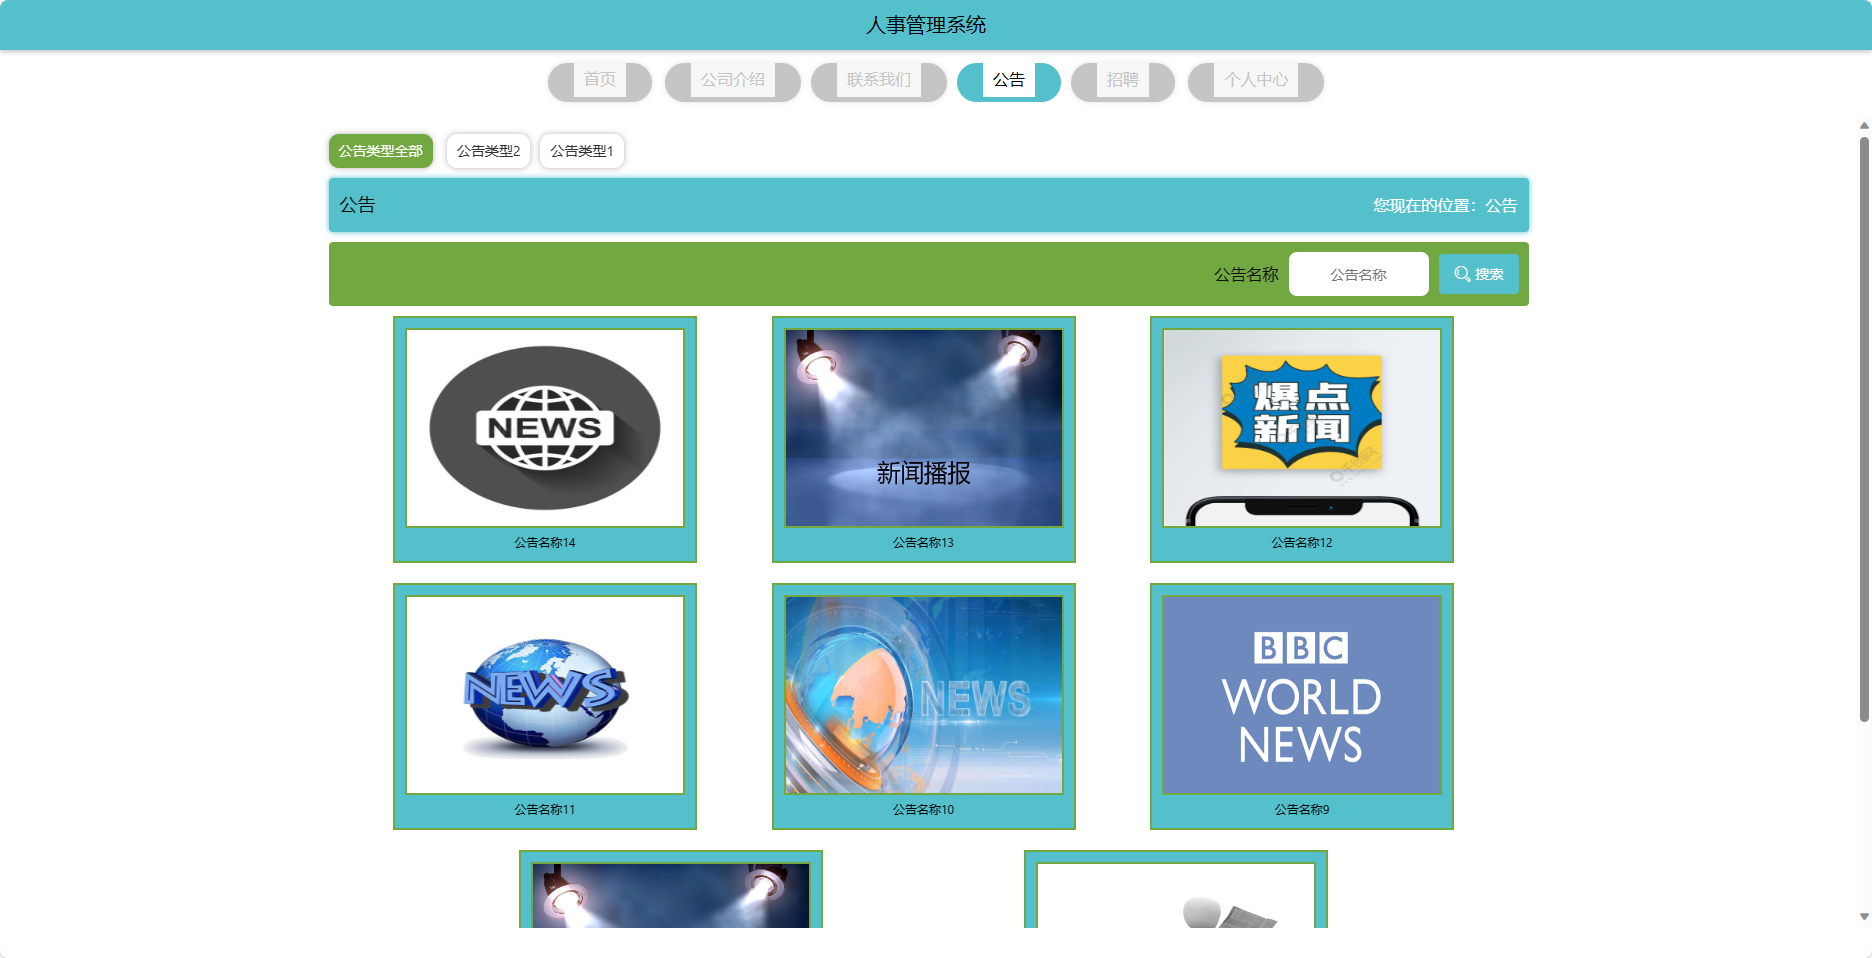 人事管理系统
首页 公司介绍 联系我们 公告 招聘 个人中心
公告类型全部 公告类型2 公告类型1
公告 您现在的位置：公告
公告名称 公告名称 搜索
NEWS
新闻播报
爆点
新闻
公告名称14 公告名称13 公告名称12
NEWS
NEWS
BBC
WORLD
NEWS
公告名称11 公告名称10 公告名称9